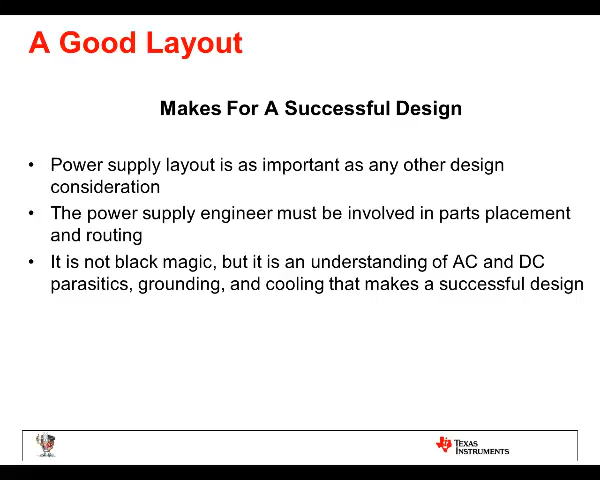 A Good Layout
Makes For A Successful Design
• Power supply layout is as important as any other design
consideration
• The power supply engineer must be involved in parts placement
and routing
• It is not black magic, but it is an understanding of AC and DC
parasitics, grounding, and cooling that makes a successful design
TEXAS
INSTRUMENTS